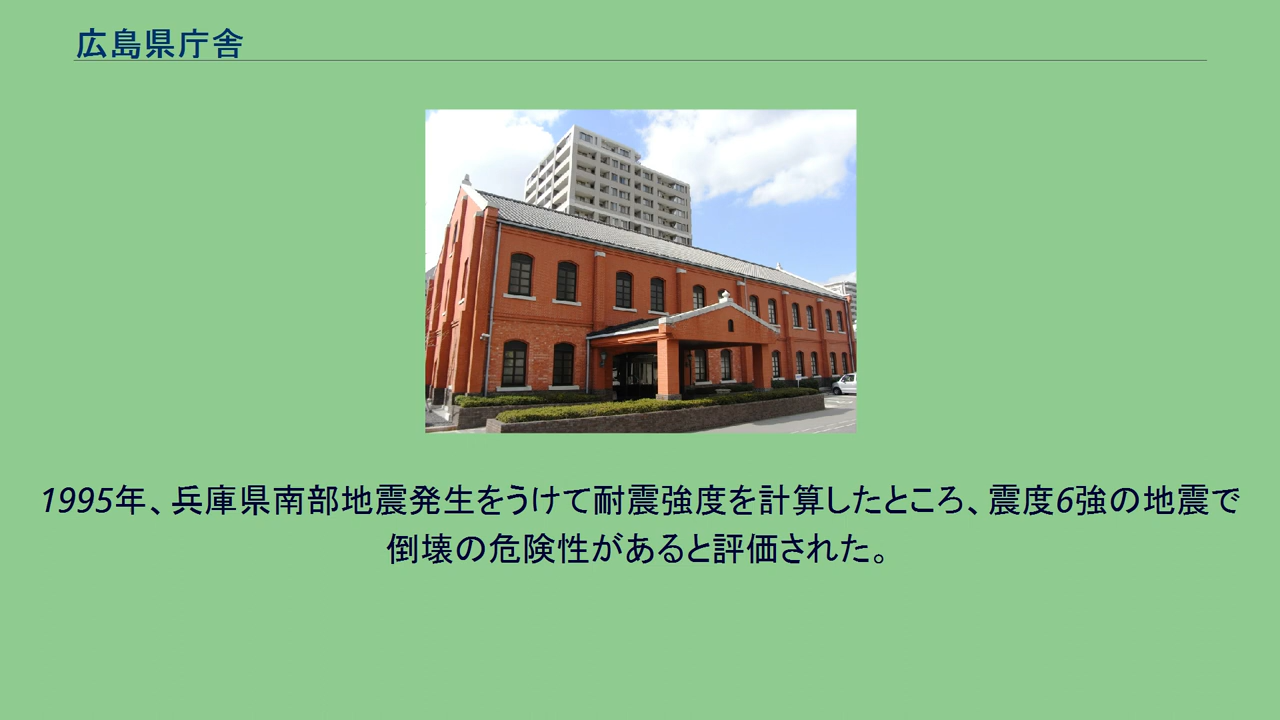 広島県庁舎
1995年、兵庫県南部地震発生をうけて耐震強度を計算したところ、震度6強の地震で
倒壊の危険性があると評価された。